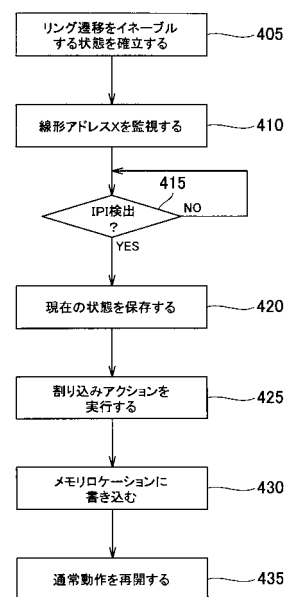 リング遷移をイネーブル
する状態を確立する
405
線形アドレスXを監視する
410
415
IPI検出
?
NO
YES
現在の状態を保存する
420
割り込みアクションを
実行する
425
メモリロケーションに
書き込む
430
通常動作を再開する
435